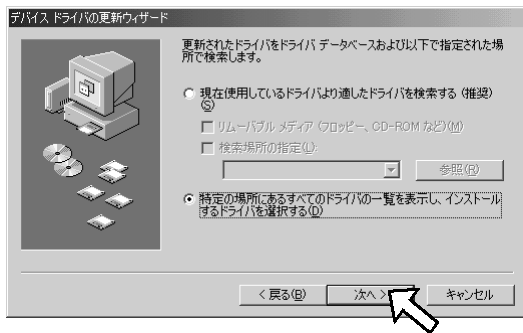 デバイス ドライバの更新ウィザード
更新されたドライバをドライバ データベースおよび以下で指定された場
所で検索します。
現在使用しているドライバより適したドライバを検索する (推奨)
(S)
リムーバブル メディア (フロッピー、CD-ROM など)(M)
検索場所の指定(L):
参照(R)
特定の場所にあるすべてのドライバの一覧を表示し、インストール
するドライバを選択する(D)
< 戻る(B) 次へ > キャンセル